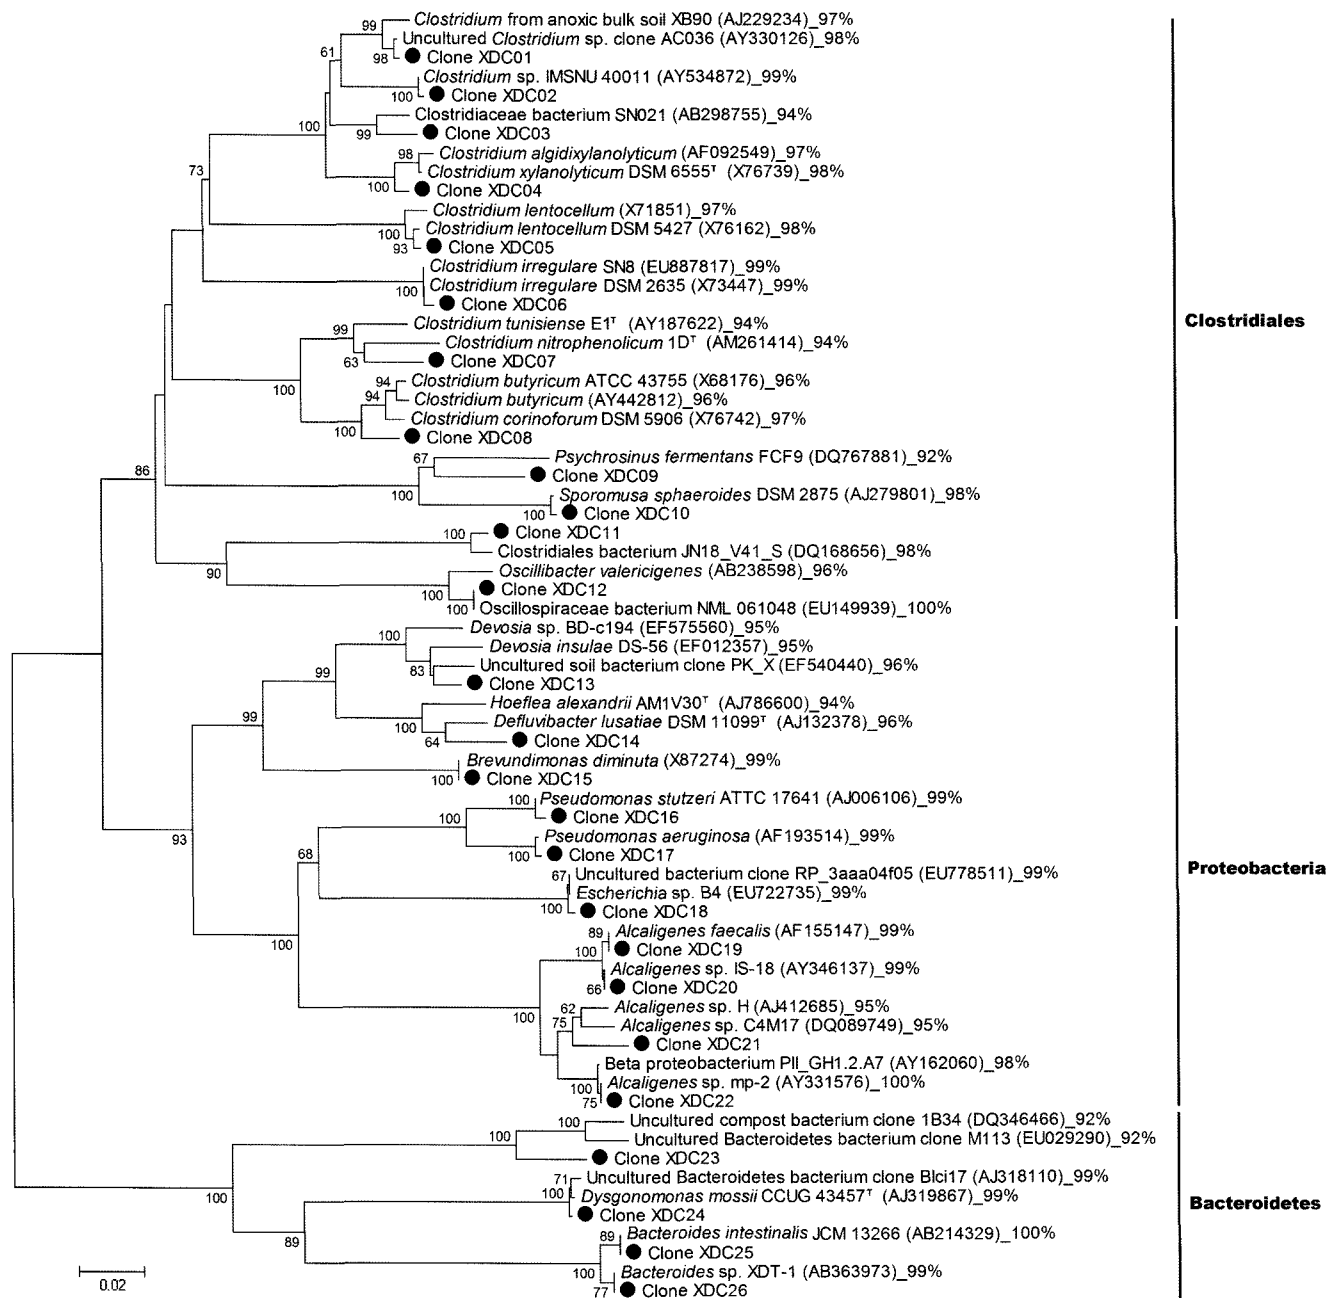 99
Clostridium from anoxic bulk soil XB90 (AJ229234)_97%
Uncultured Clostridium sp. clone AC036 (AY330126)_98%
61
98
Clone XDC01
Clostridium sp. IMSNU 40011 (AY534872)_99%
100
Clone XDC02
Clostridiaceae bacterium SN021 (AB298755)_94%
100
99
Clone XDC03
98
Clostridium algidixylanolyticum (AF092549)_97%
Clostridium xylanolyticum DSM 6555ᵀ (X76739)_98%
73
100
Clone XDC04
Clostridium lentocellum (X71851)_97%
Clostridium lentocellum DSM 5427 (X76162)_98%
100
93
Clone XDC05
Clostridium irregulare SN8 (EU887817)_99%
Clostridium irregulare DSM 2635 (X73447)_99%
100
Clone XDC06
Clostridiales
Clostridium tunisiense E1ᵀ (AY187622)_94%
99
Clostridium nitrophenolicum 1Dᵀ (AM261414)_94%
63
Clone XDC07
100
94
Clostridium butyricum ATCC 43755 (X68176)_96%
94
Clostridium butyricum (AY442812)_96%
Clostridium corinoforum DSM 5906 (X76742)_97%
100
Clone XDC08
Psychrosinus fermentans FCF9 (DQ767881)_92%
67
86
Clone XDC09
100
Sporomusa sphaeroides DSM 2875 (AJ279801)_98%
100
Clone XDC10
100
Clone XDC11
Clostridiales bacterium JN18_V41_S (DQ168656)_98%
90
Oscillibacter valericigenes (AB238598)_96%
Clone XDC12
100
100
Oscillospiraceae bacterium NML 061048 (EU149939)_100%
100
Devosia sp. BD-c194 (EF575560)_95%
Devosia insulae DS-56 (EF012357)_95%
Uncultured soil bacterium clone PK_X (EF540440)_96%
99
83
Clone XDC13
Hoeflea alexandrii AM1V30ᵀ (AJ786600)_94%
99
100
Defluvibacter lusatiae DSM 11099ᵀ (AJ132378)_96%
64
Clone XDC14
Brevundimonas diminuta (X87274)_99%
100
Clone XDC15
100
Pseudomonas stutzeri ATTC 17641 (AJ006106)_99%
Clone XDC16
100
93
Pseudomonas aeruginosa (AF193514)_99%
100
Clone XDC17
68
Proteobacteria
67
Uncultured bacterium clone RP_3aaa04f05 (EU778511)_99%
Escherichia sp. B4 (EU722735)_99%
100
Clone XDC18
100
89
Alcaligenes faecalis (AF155147)_99%
Clone XDC19
100
Alcaligenes sp. IS-18 (AY346137)_99%
66
Clone XDC20
100
62
Alcaligenes sp. H (AJ412685)_95%
75
Alcaligenes sp. C4M17 (DQ089749)_95%
Clone XDC21
Beta proteobacterium PII_GH1.2.A7 (AY162060)_98%
Alcaligenes sp. mp-2 (AY331576)_100%
100
75
Clone XDC22
100
Uncultured compost bacterium clone 1B34 (DQ346466)_92%
100
Uncultured Bacteroidetes bacterium clone M113 (EU029290)_92%
Clone XDC23
100
71
Uncultured Bacteroidetes bacterium clone Blci17 (AJ318110)_99%
100
Dysgonomonas mossii CCUG 43457ᵀ (AJ319867)_99%
Bacteroidetes
Clone XDC24
89
89
Bacteroides intestinalis JCM 13266 (AB214329)_100%
Clone XDC25
100
Bacteroides sp. XDT-1 (AB363973)_99%
77
Clone XDC26
0.02